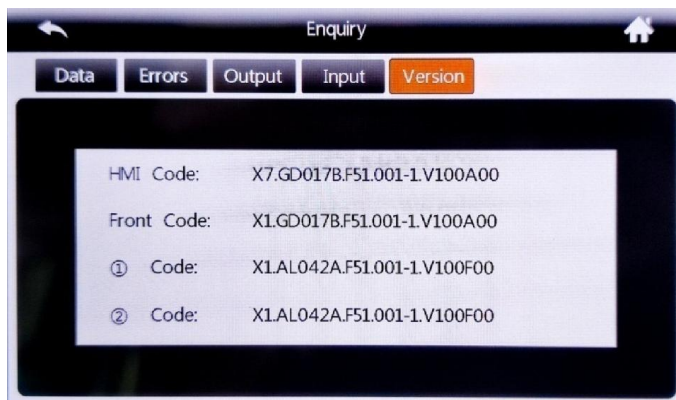 Enquiry
Data Errors Output Input Version
HMI Code: X7.GD017B.F51.001-1.V100A00
Front Code: X1.GD017B.F51.001-1.V100A00
① Code: X1.AL042A.F51.001-1.V100F00
② Code: X1.AL042A.F51.001-1.V100F00